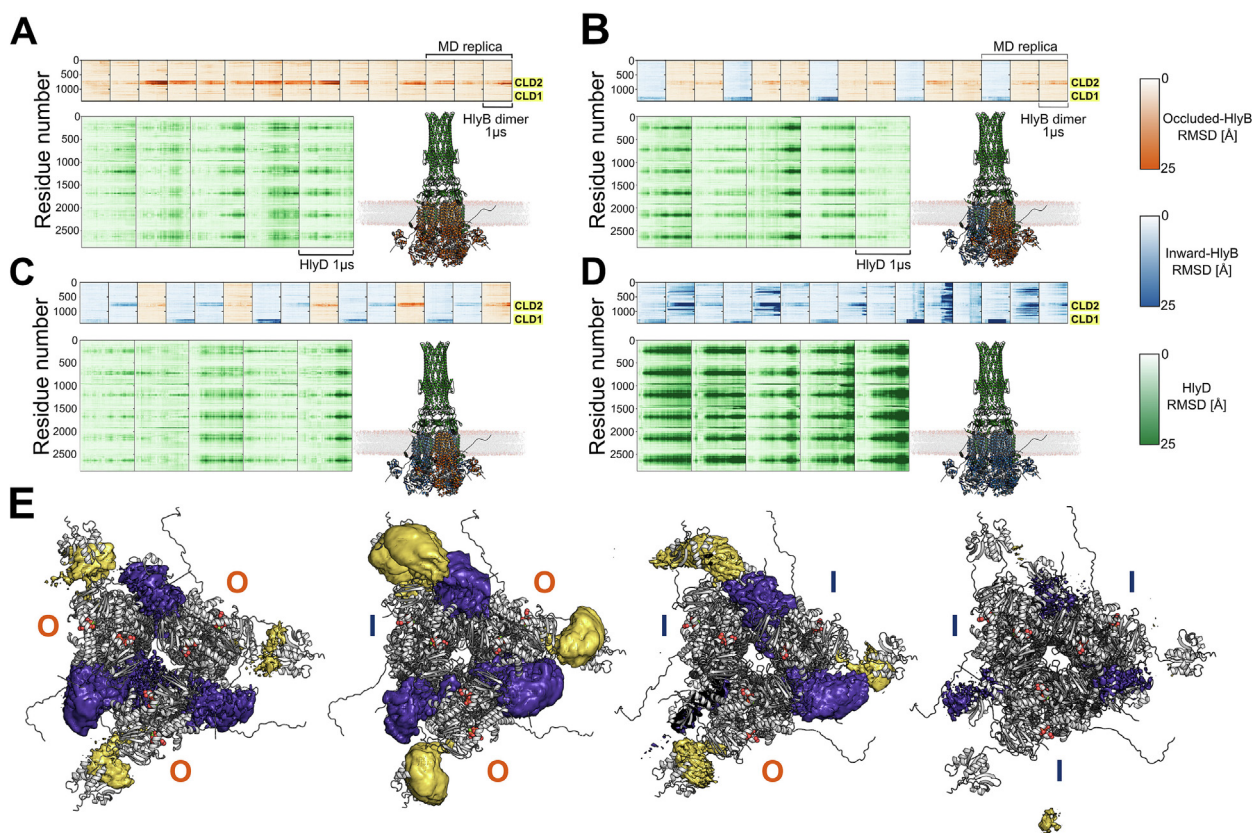 A
MD replica
0
500
1000
CLD2
CLD1
HlyB dimer
1µs
Residue number
0
500
1000
1500
2000
2500
HlyD 1µs
B
MD replica
0
500
1000
CLD2
CLD1
HlyB dimer
1µs
Residue number
0
500
1000
1500
2000
2500
HlyD 1µs
0
Occluded-HlyB
RMSD [Å]
25
0
Inward-HlyB
RMSD [Å]
25
0
HlyD
RMSD [Å]
25
C
0
500
1000
CLD2
CLD1
Residue number
0
500
1000
1500
2000
2500
D
0
500
1000
CLD2
CLD1
Residue number
0
500
1000
1500
2000
2500
E
O
O
O
O
I
O
I
I
O
I
I
I